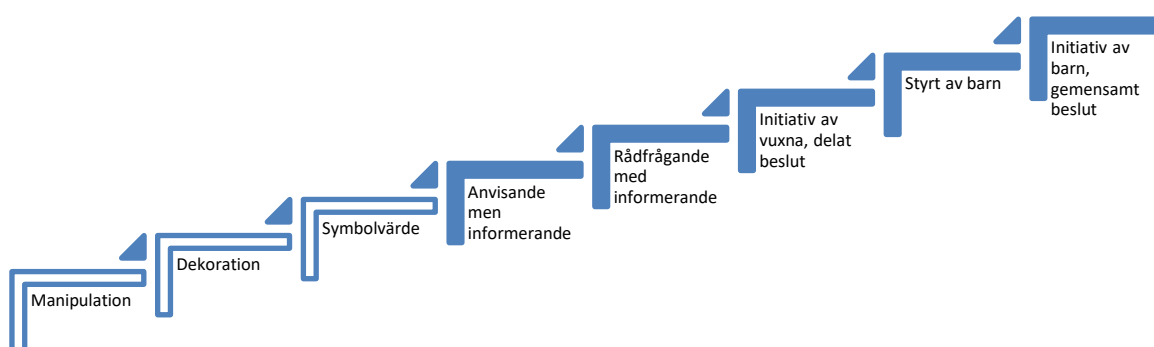 Manipulation
Dekoration
Symbolvärde
Anvisande
men
informerande
Rådfrågande
med
informerande
Initiativ av
vuxna, delat
beslut
Styrt av barn
Initiativ av
barn,
gemensamt
beslut